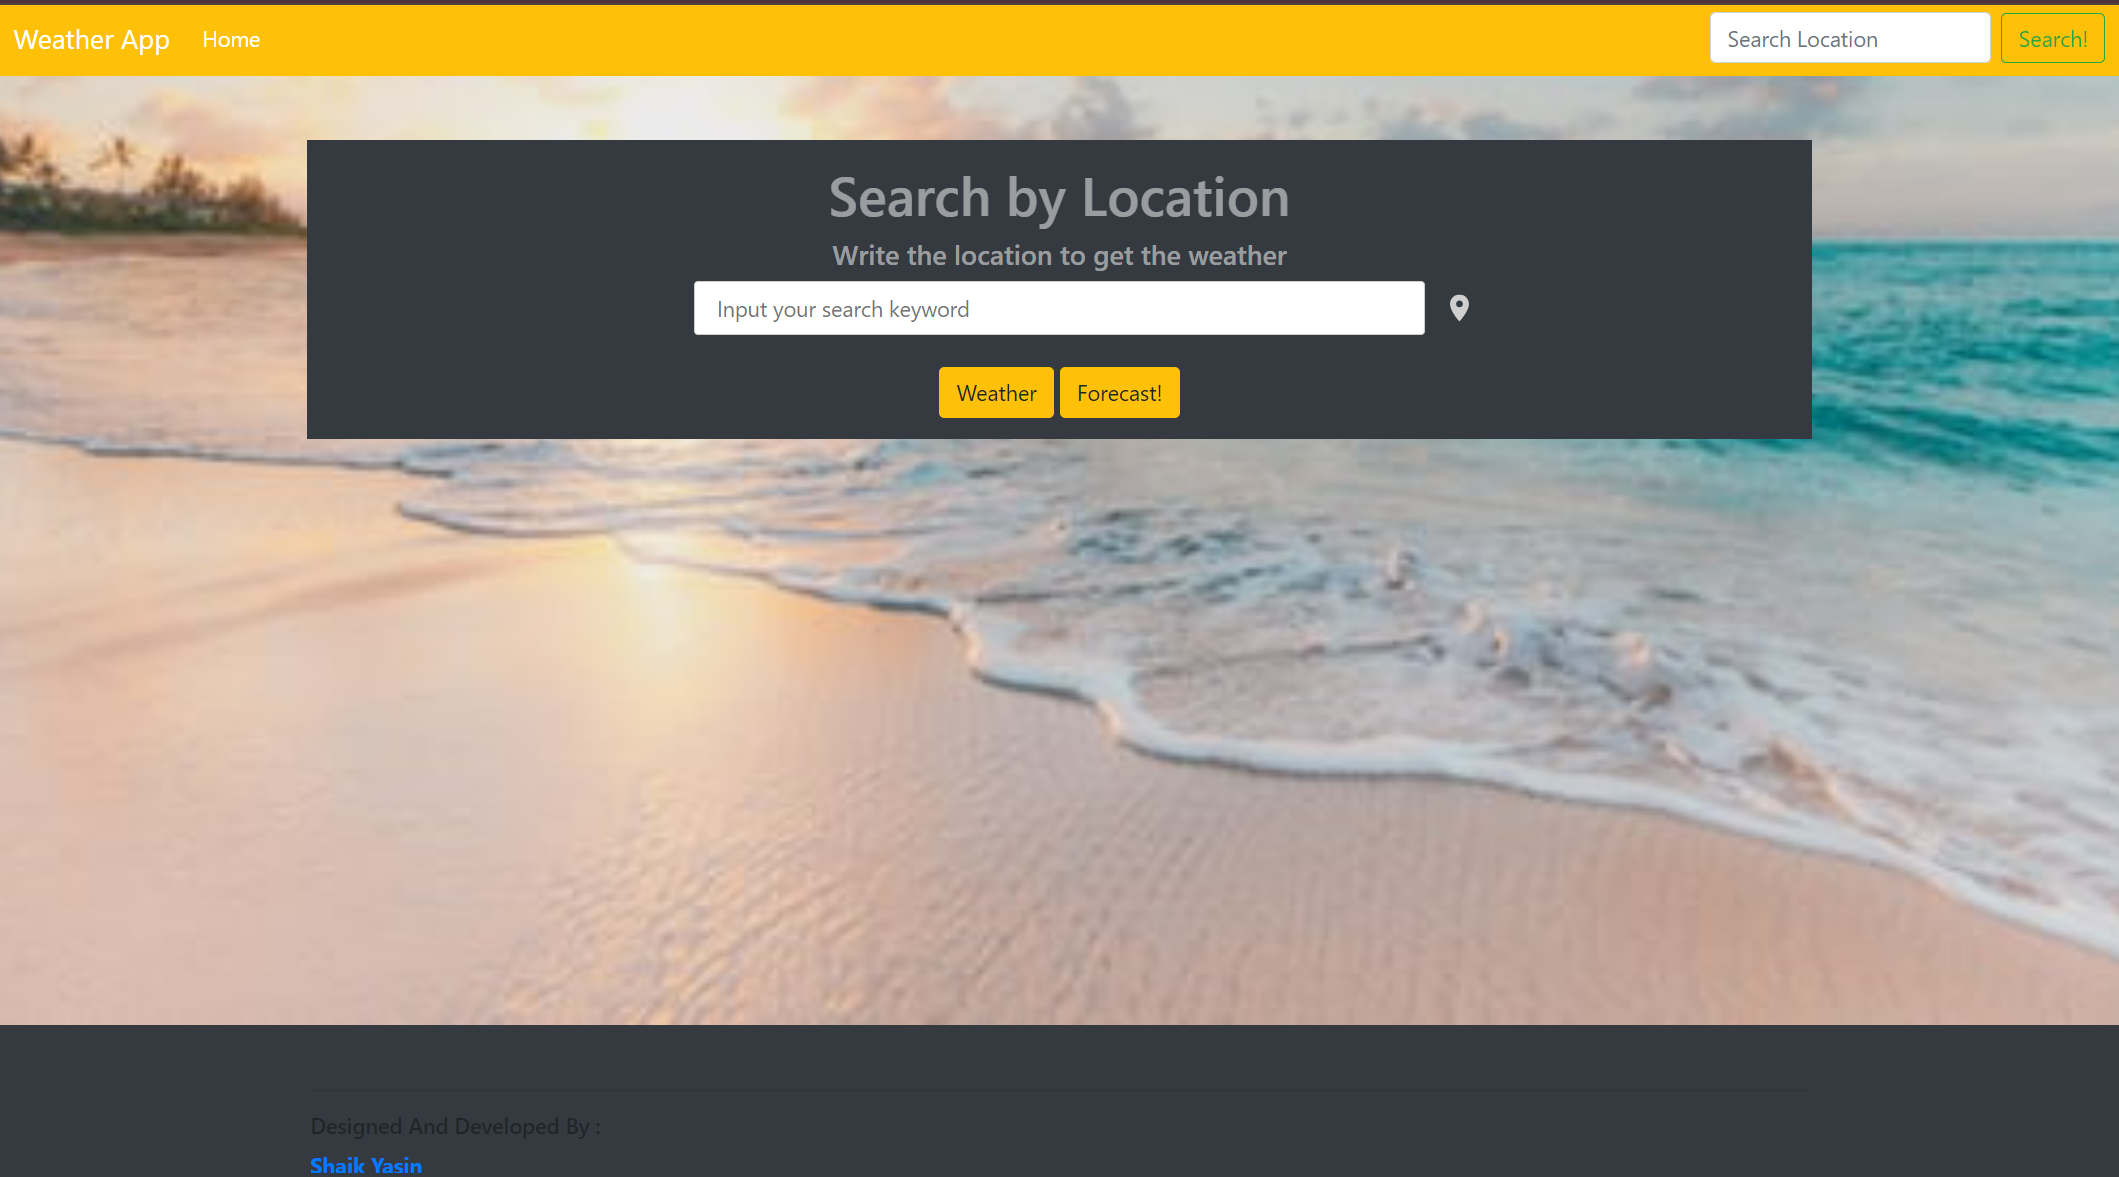 Weather App Home Search Location Search!
Search by Location
Write the location to get the weather
Input your search keyword
Weather Forecast!
Designed And Developed By :
Shaik Yasin